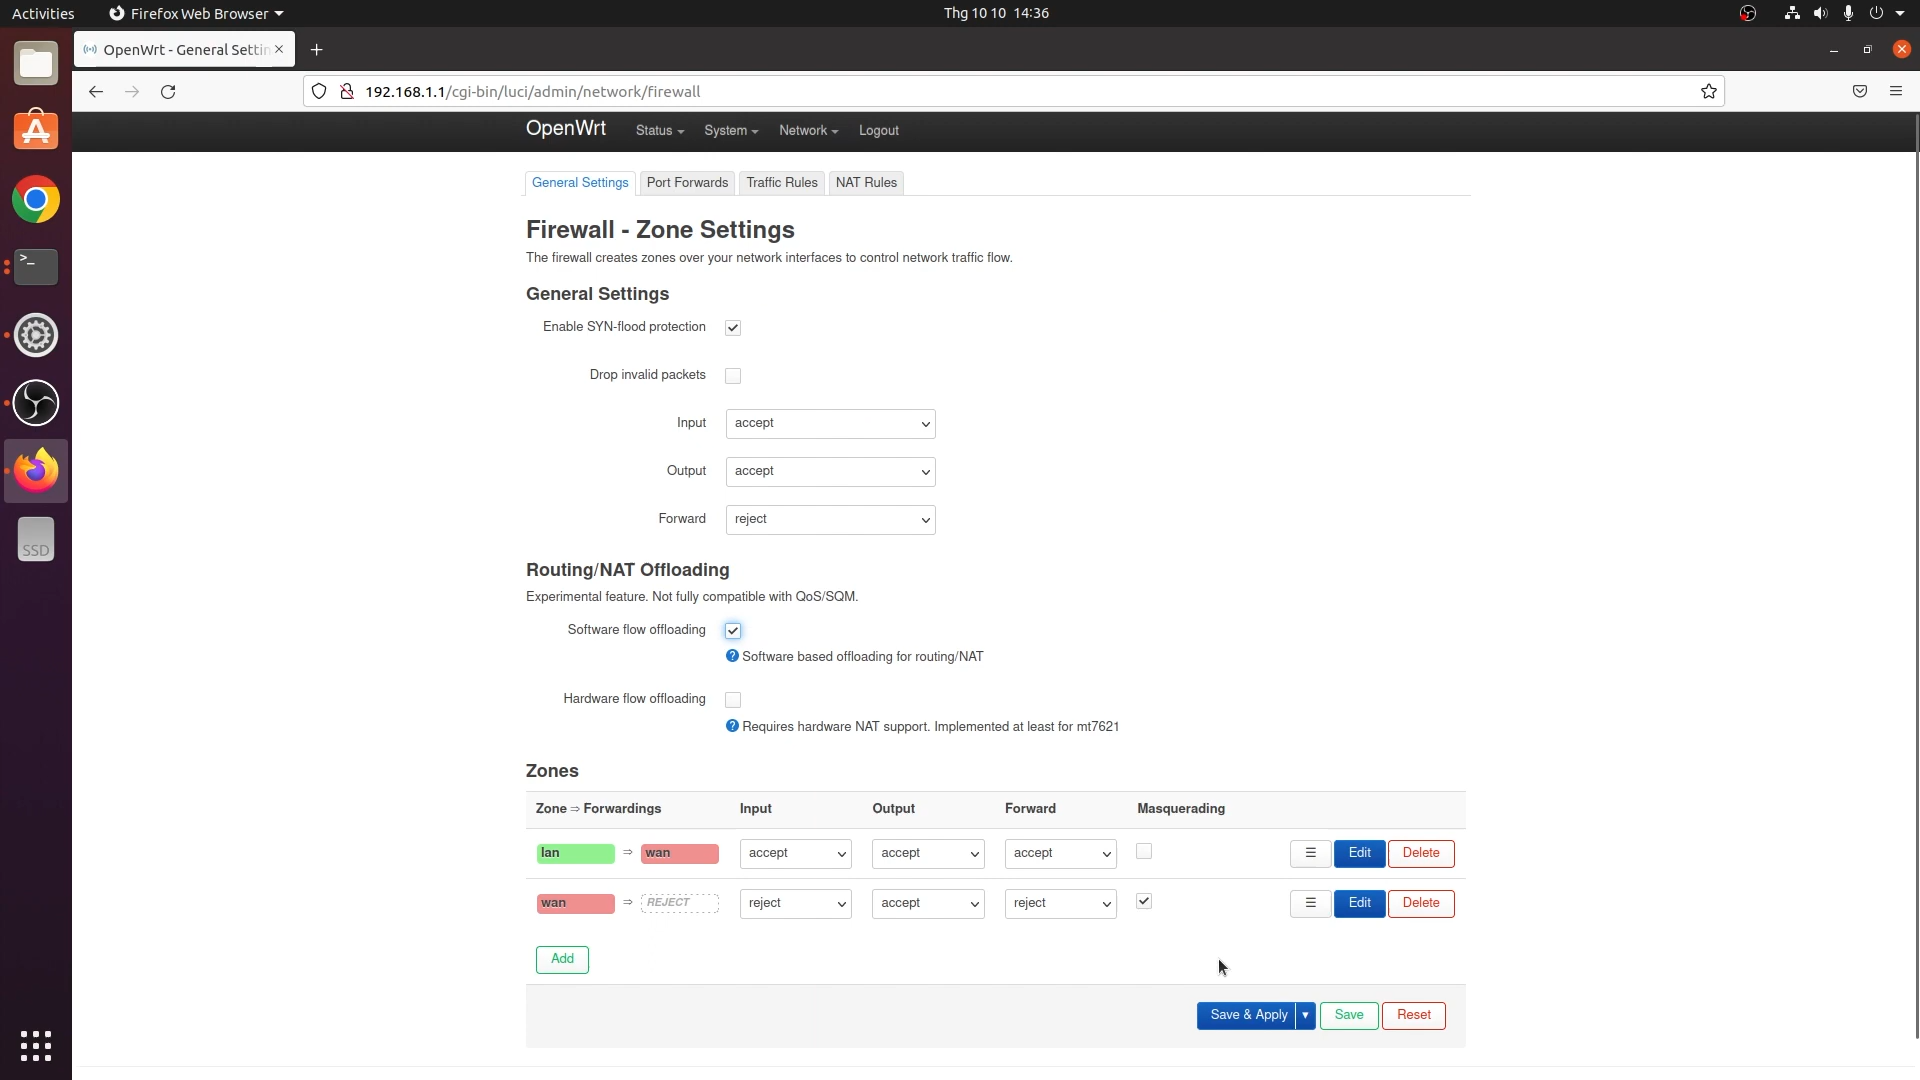 Activities
Firefox Web Browser
Thg 10 10 14:36
OpenWrt - General Settin
192.168.1.1/cgi-bin/luci/admin/network/firewall
OpenWrt
Status
System
Network
Logout
General Settings
Port Forwards
Traffic Rules
NAT Rules
Firewall - Zone Settings
The firewall creates zones over your network interfaces to control network traffic flow.
General Settings
Enable SYN-flood protection
Drop invalid packets
Input accept
Output accept
Forward reject
Routing/NAT Offloading
Experimental feature. Not fully compatible with QoS/SQM.
Software flow offloading
Software based offloading for routing/NAT
Hardware flow offloading
Requires hardware NAT support. Implemented at least for mt7621
Zones
Zone ⇒ Forwardings Input Output Forward Masquerading
lan ⇒ wan accept accept accept Edit Delete
wan ⇒ REJECT reject accept reject Edit Delete
Add
Save & Apply Save Reset
SSD